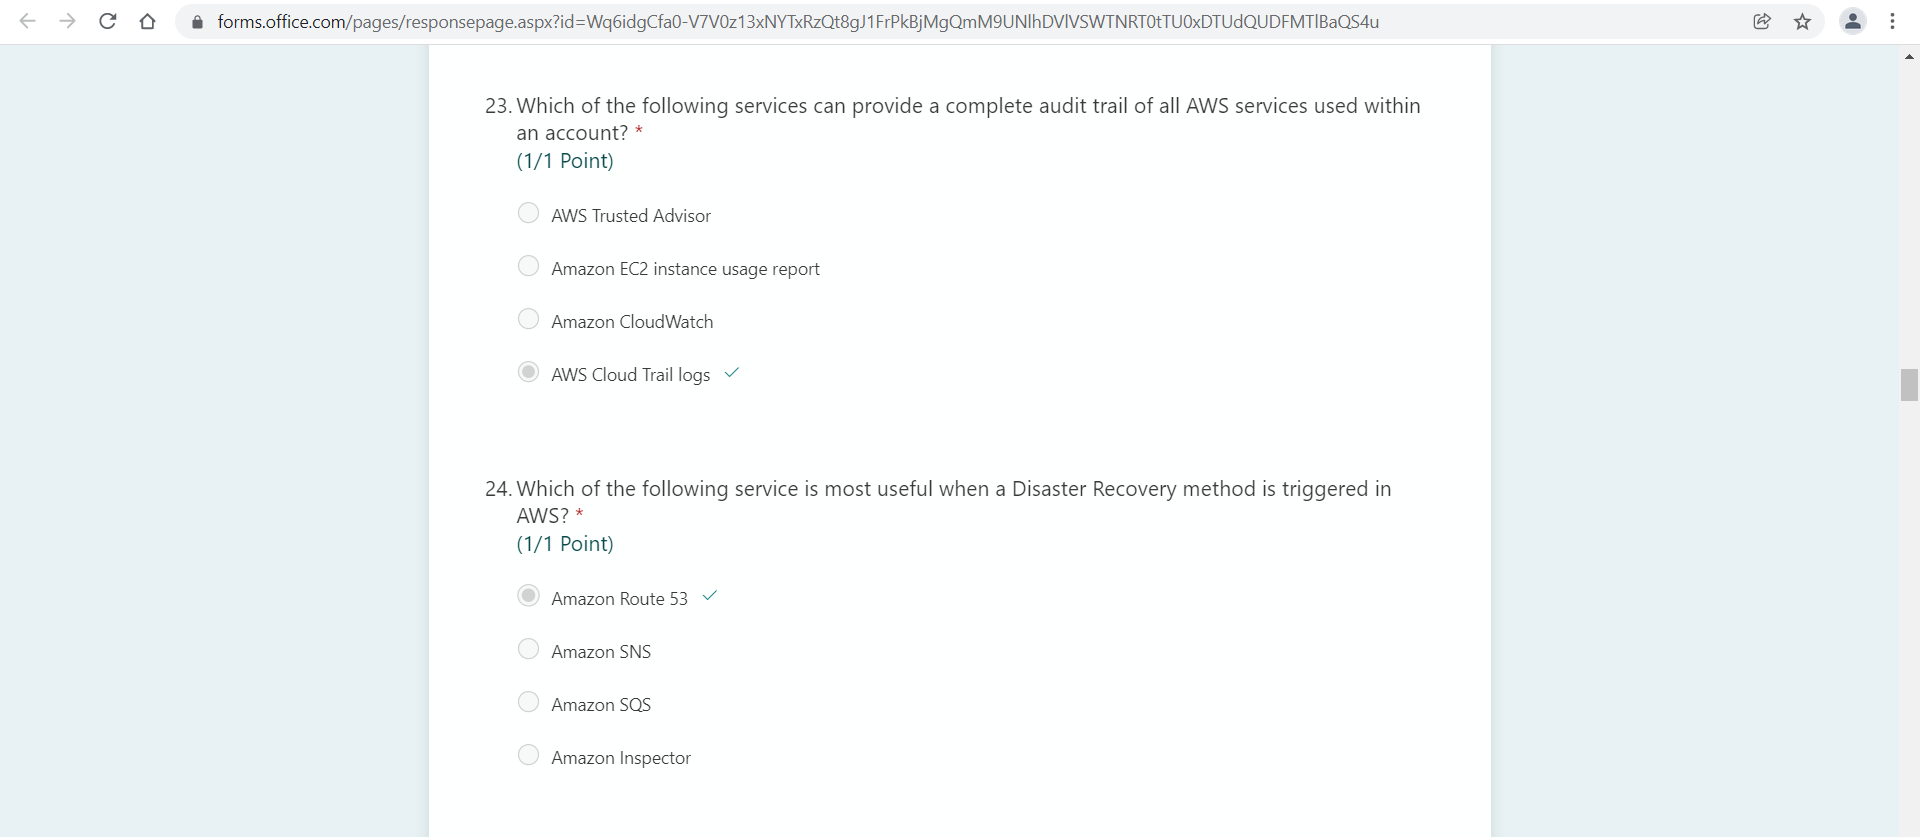 forms.office.com/pages/responsepage.aspx?id=Wq6idgCfa0-V7V0z13xNYTxRzQt8gJ1FrPkBjMgQmM9UNlhDVlVSWTNRT0tTU0xDTUdQUDFMTlBaQS4u
23. Which of the following services can provide a complete audit trail of all AWS services used within
an account? *
(1/1 Point)
AWS Trusted Advisor
Amazon EC2 instance usage report
Amazon CloudWatch
AWS Cloud Trail logs
24. Which of the following service is most useful when a Disaster Recovery method is triggered in
AWS? *
(1/1 Point)
Amazon Route 53
Amazon SNS
Amazon SQS
Amazon Inspector